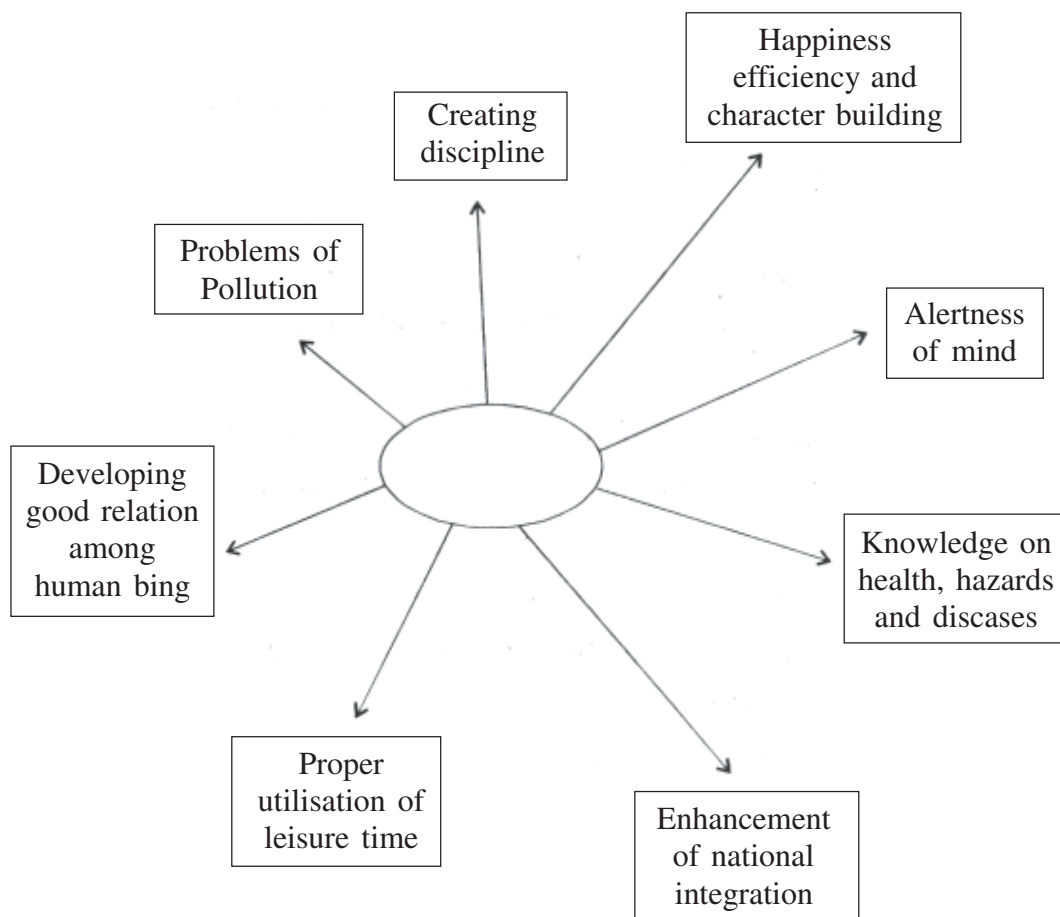 Happiness
efficiency and
character building
Creating
discipline
Problems of
Pollution
Alertness
of mind
Developing
good relation
among
human bing
Knowledge on
health, hazards
and discases
Proper
utilisation of
leisure time
Enhancement
of national
integration